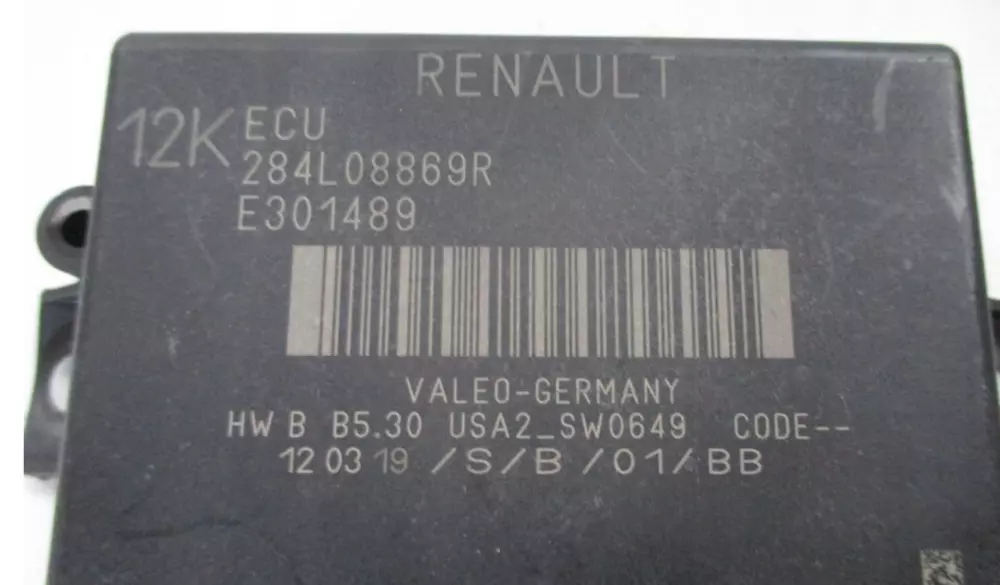 RENAULT
12K ECU
284L08869R
E301489
VALEO-GERMANY
HW B B5.30 USA2_SW0649 CODE--
12 03 19 /S/B/01/BB